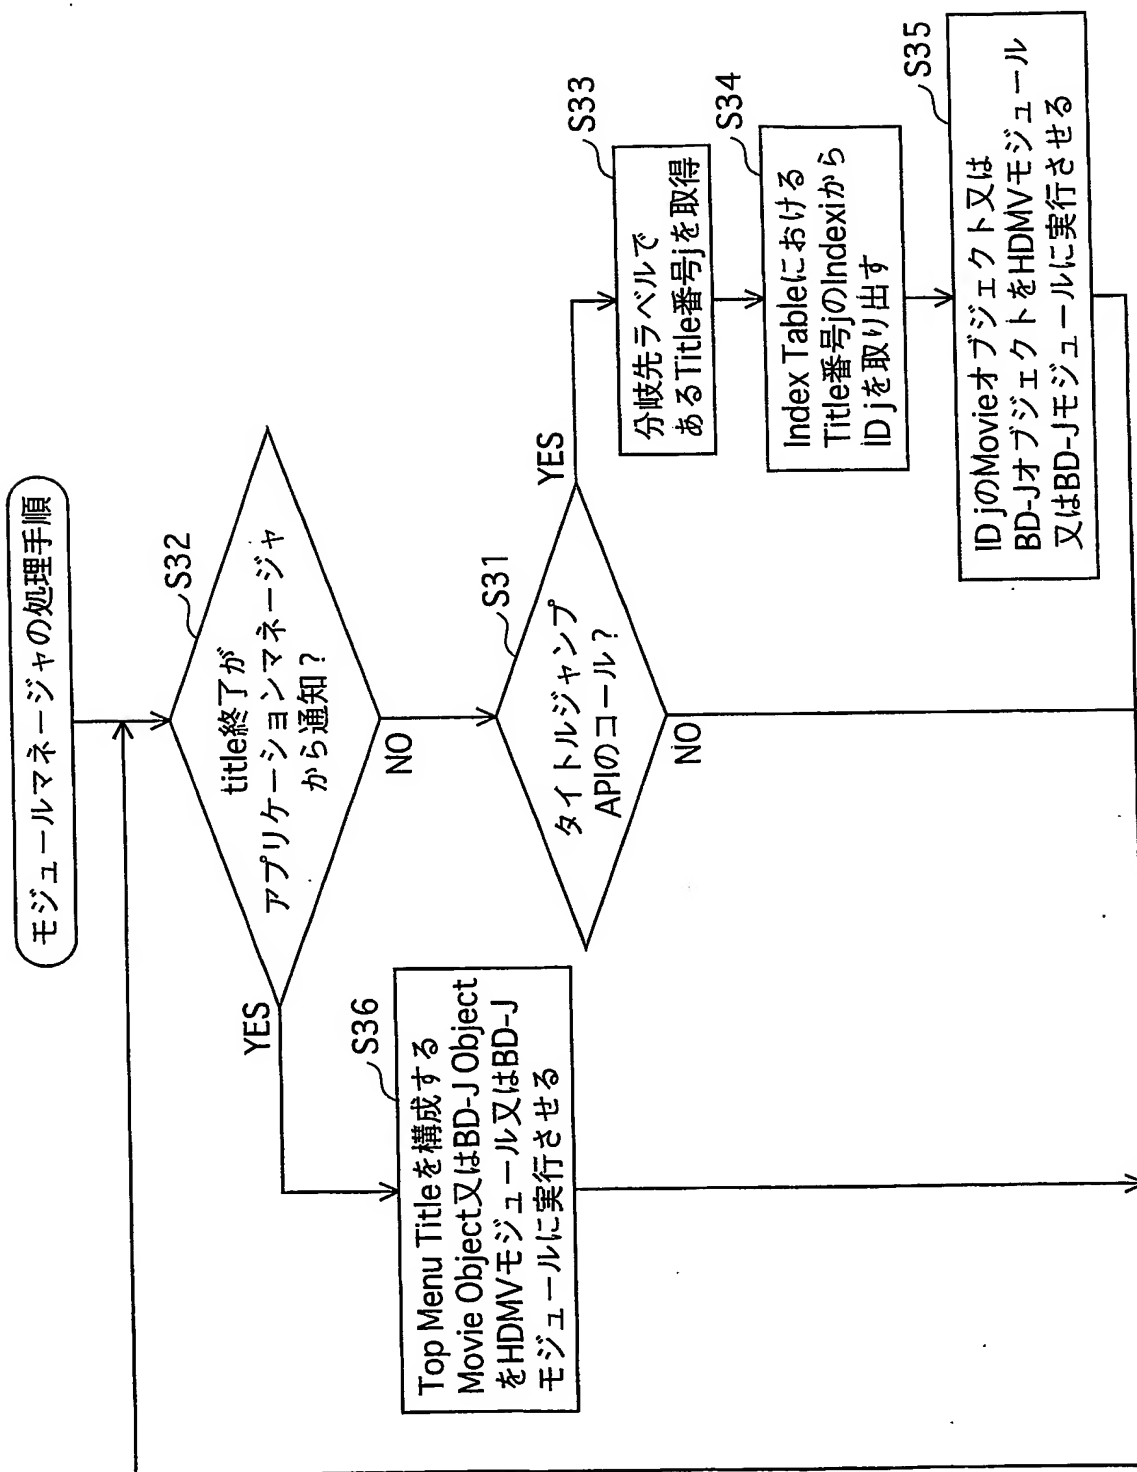 モジュールマネージャの処理手順
S32
title終了が
アプリケーションマネージャ
から通知？
YES
NO
S31
タイトルジャンプ
APIのコール？
YES
NO
S33
分岐先ラベルで
あるTitle番号jを取得
S34
Index Tableにおける
Title番号jのIndexiから
ID jを取り出す
S35
ID jのMovieオブジェクト又は
BD-JオブジェクトをHDMVモジュール
又はBD-Jモジュールに実行させる
S36
Top Menu Titleを構成する
Movie Object又はBD-J Object
をHDMVモジュール又はBD-J
モジュールに実行させる